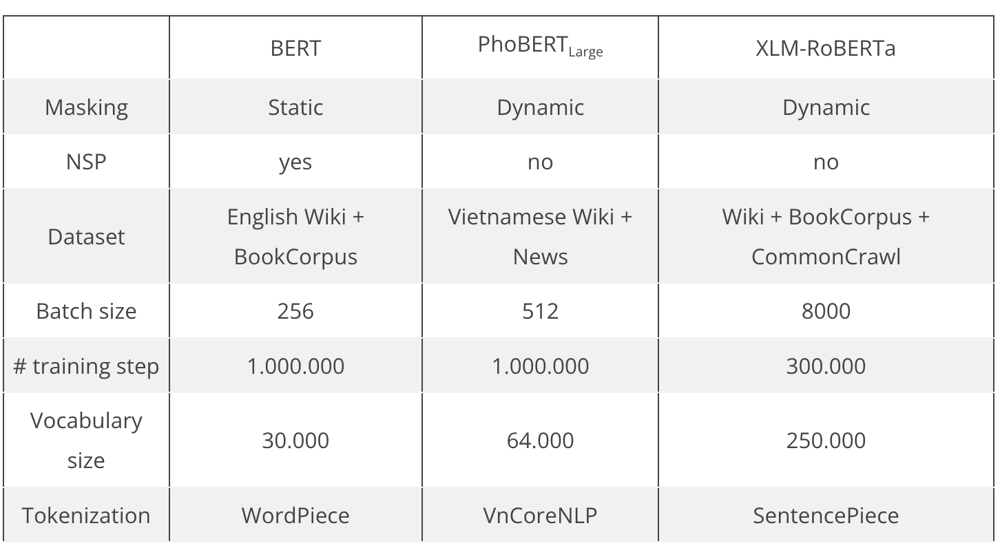 BERT PhoBERT Large XLM-RoBERTa
Masking Static Dynamic Dynamic
NSP yes no no
Dataset
English Wiki +
BookCorpus
Vietnamese Wiki +
News
Wiki + BookCorpus +
CommonCrawl
Batch size 256 512 8000
# training step 1.000.000 1.000.000 300.000
Vocabulary
size
30.000 64.000 250.000
Tokenization WordPiece VnCoreNLP SentencePiece